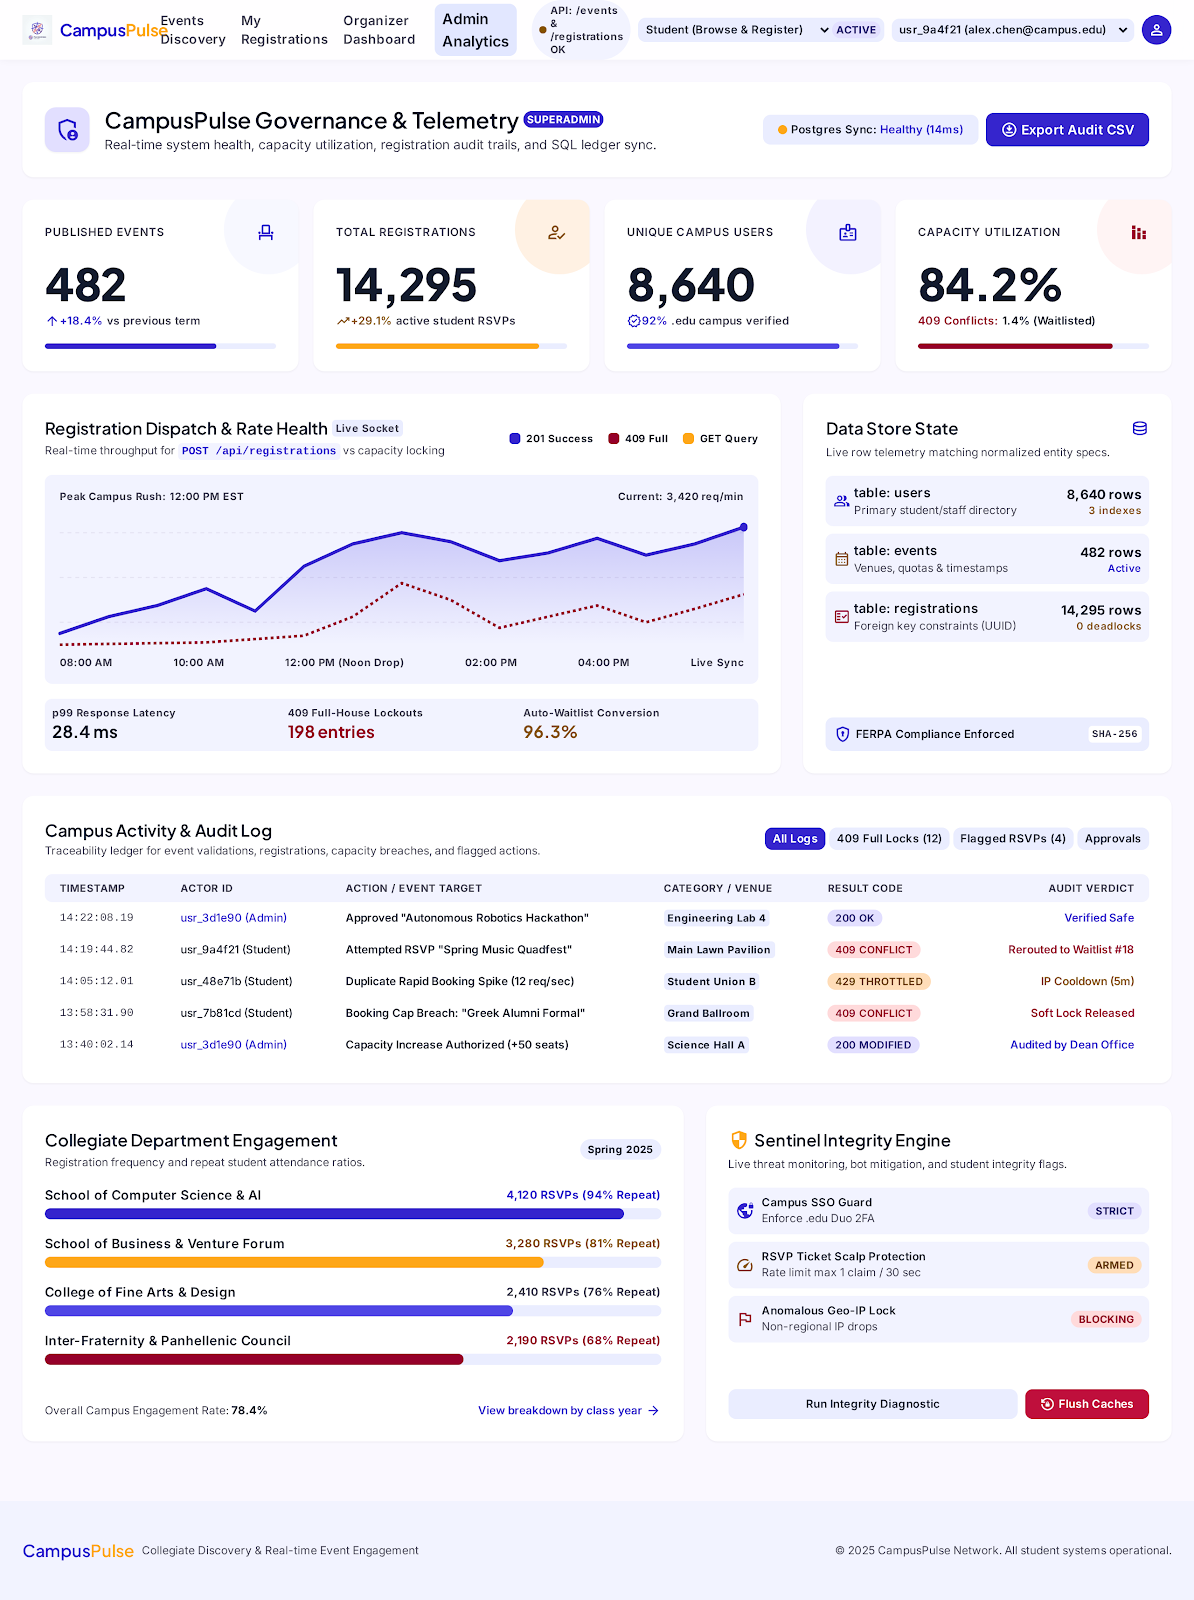 CampusPulse
Events
Discovery
My
Registrations
Organizer
Dashboard
Admin
Analytics
API: /events
&
/registrations
OK
Student (Browse & Register)
ACTIVE
usr_9a4f21 (alex.chen@campus.edu)
CampusPulse Governance & Telemetry SUPERADMIN
Real-time system health, capacity utilization, registration audit trails, and SQL ledger sync.
Postgres Sync: Healthy (14ms)
Export Audit CSV
PUBLISHED EVENTS
482
+18.4% vs previous term
TOTAL REGISTRATIONS
14,295
+29.1% active student RSVPs
UNIQUE CAMPUS USERS
8,640
92% .edu campus verified
CAPACITY UTILIZATION
84.2%
409 Conflicts: 1.4% (Waitlisted)
Registration Dispatch & Rate Health Live Socket
Real-time throughput for POST /api/registrations vs capacity locking
201 Success
409 Full
GET Query
Peak Campus Rush: 12:00 PM EST
Current: 3,420 req/min
08:00 AM
10:00 AM
12:00 PM (Noon Drop)
02:00 PM
04:00 PM
Live Sync
p99 Response Latency
28.4 ms
409 Full-House Lockouts
198 entries
Auto-Waitlist Conversion
96.3%
Data Store State
Live row telemetry matching normalized entity specs.
table: users
Primary student/staff directory
8,640 rows
3 indexes
table: events
Venues, quotas & timestamps
482 rows
Active
table: registrations
Foreign key constraints (UUID)
14,295 rows
0 deadlocks
FERPA Compliance Enforced
SHA-256
Campus Activity & Audit Log
Traceability ledger for event validations, registrations, capacity breaches, and flagged actions.
All Logs
409 Full Locks (12)
Flagged RSVPs (4)
Approvals
TIMESTAMP ACTOR ID ACTION / EVENT TARGET CATEGORY / VENUE RESULT CODE AUDIT VERDICT
14:22:08.19 usr_3d1e90 (Admin) Approved "Autonomous Robotics Hackathon" Engineering Lab 4 200 OK Verified Safe
14:19:44.82 usr_9a4f21 (Student) Attempted RSVP "Spring Music Quadfest" Main Lawn Pavilion 409 CONFLICT Rerouted to Waitlist #18
14:05:12.01 usr_48e71b (Student) Duplicate Rapid Booking Spike (12 req/sec) Student Union B 429 THROTTLED IP Cooldown (5m)
13:58:31.90 usr_7b81cd (Student) Booking Cap Breach: "Greek Alumni Formal" Grand Ballroom 409 CONFLICT Soft Lock Released
13:40:02.14 usr_3d1e90 (Admin) Capacity Increase Authorized (+50 seats) Science Hall A 200 MODIFIED Audited by Dean Office
Collegiate Department Engagement
Registration frequency and repeat student attendance ratios.
Spring 2025
School of Computer Science & AI
4,120 RSVPs (94% Repeat)
School of Business & Venture Forum
3,280 RSVPs (81% Repeat)
College of Fine Arts & Design
2,410 RSVPs (76% Repeat)
Inter-Fraternity & Panhellenic Council
2,190 RSVPs (68% Repeat)
Overall Campus Engagement Rate: 78.4%
View breakdown by class year →
Sentinel Integrity Engine
Live threat monitoring, bot mitigation, and student integrity flags.
Campus SSO Guard
Enforce .edu Duo 2FA
STRICT
RSVP Ticket Scalp Protection
Rate limit max 1 claim / 30 sec
ARMED
Anomalous Geo-IP Lock
Non-regional IP drops
BLOCKING
Run Integrity Diagnostic
Flush Caches
CampusPulse Collegiate Discovery & Real-time Event Engagement
© 2025 CampusPulse Network. All student systems operational.